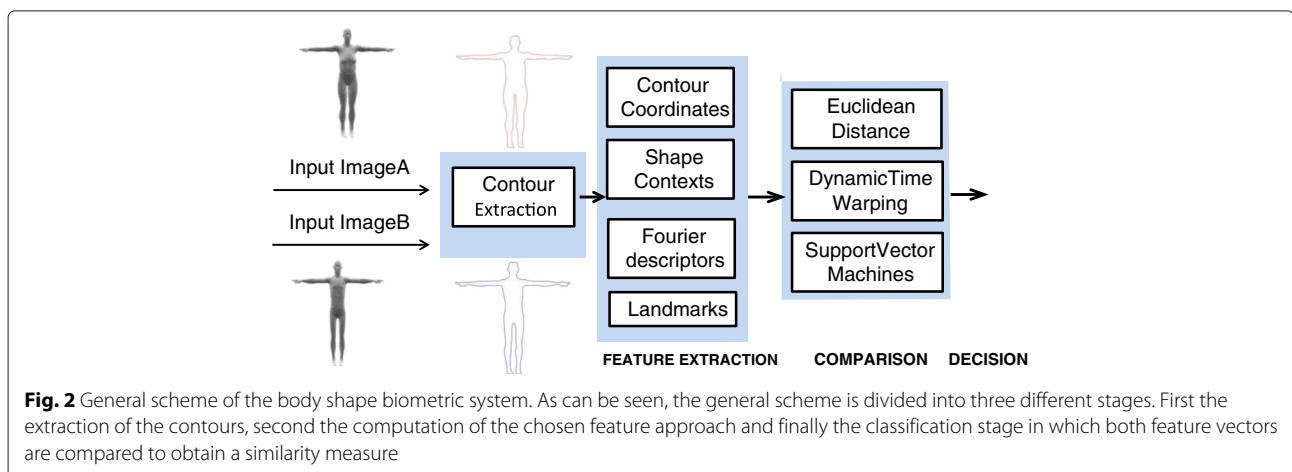 Input ImageA
Input ImageB
Contour
Extraction
Contour
Coordinates
Shape
Contexts
Fourier
descriptors
Landmarks
FEATURE EXTRACTION
Euclidean
Distance
DynamicTime
Warping
SupportVector
Machines
COMPARISON
DECISION
Fig. 2 General scheme of the body shape biometric system. As can be seen, the general scheme is divided into three different stages. First the
extraction of the contours, second the computation of the chosen feature approach and finally the classification stage in which both feature vectors
are compared to obtain a similarity measure